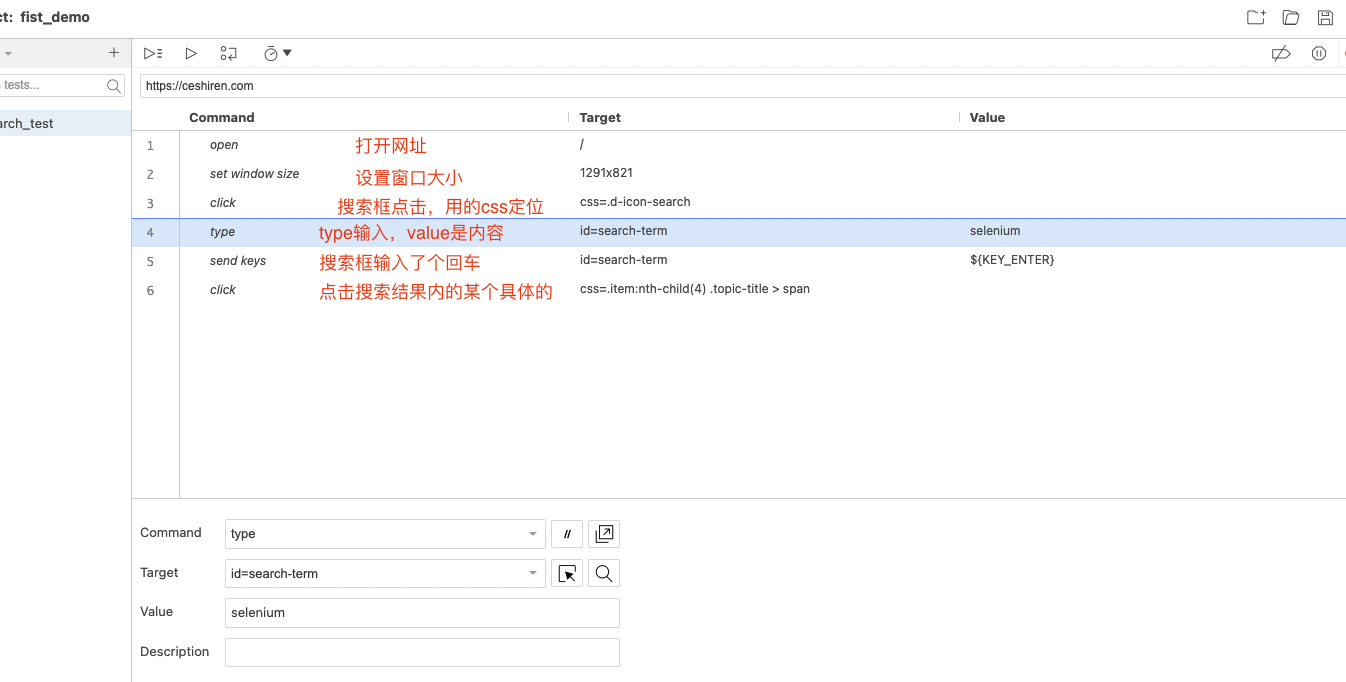 ct: fist_demo
tests...
https://ceshiren.com
Command Target Value
arch_test
1 open 打开网址 /
2 set window size 设置窗口大小 1291x821
3 click 搜索框点击，用的css定位 css=.d-icon-search
4 type type输入，value是内容 id=search-term selenium
5 send keys 搜索框输入了个回车 id=search-term ${KEY_ENTER}
6 click 点击搜索结果内的某个具体的 css=.item:nth-child(4) .topic-title > span
Command type //
Target id=search-term
Value selenium
Description